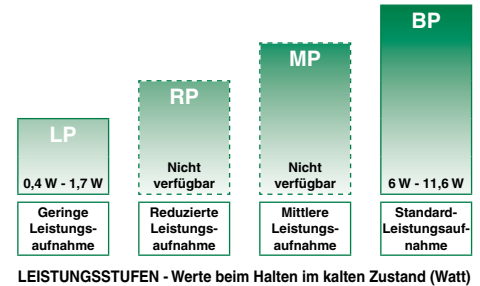 LP
0,4 W - 1,7 W
Geringe
Leistungs-
aufnahme
RP
Nicht
verfügbar
Reduzierte
Leistungs-
aufnahme
MP
Nicht
verfügbar
Mittlere
Leistungs-
aufnahme
BP
6 W - 11,6 W
Standard-
Leistungsauf-
nahme
LEISTUNGSSTUFEN - Werte beim Halten im kalten Zustand (Watt)